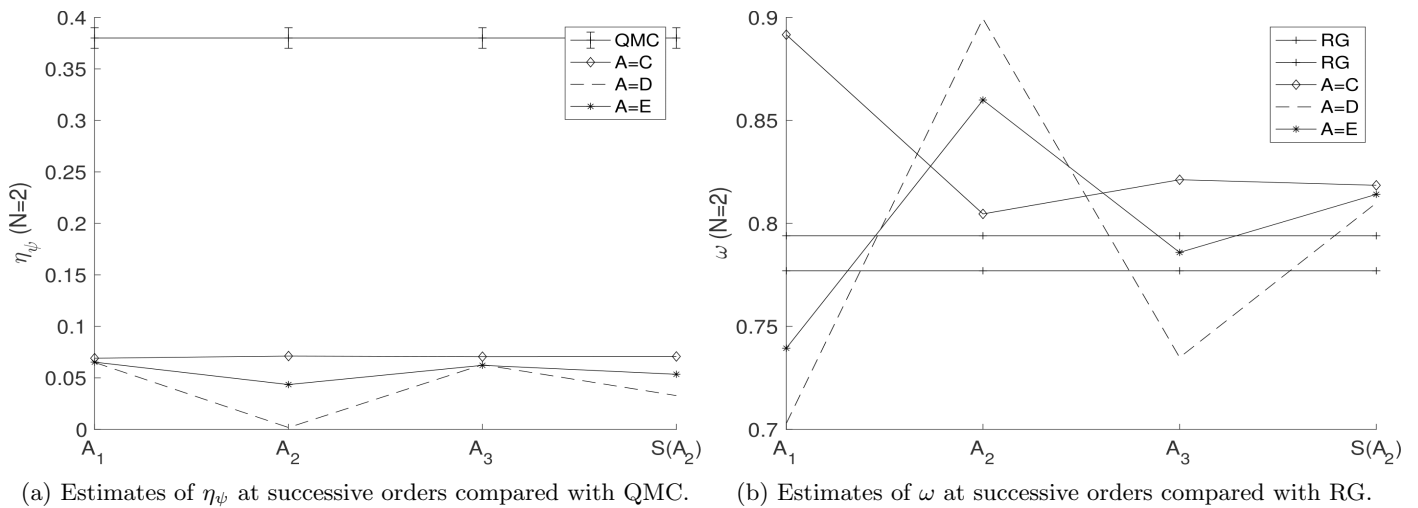 0.4
0.35
0.3
0.25
0.2
0.15
0.1
0.05
0
η_ψ (N=2)
A_1
A_2
A_3
S(A_2)
QMC
A=C
A=D
A=E
(a) Estimates of η_ψ at successive orders compared with QMC.
0.9
0.85
0.8
0.75
0.7
ω (N=2)
A_1
A_2
A_3
S(A_2)
RG
RG
A=C
A=D
A=E
(b) Estimates of ω at successive orders compared with RG.